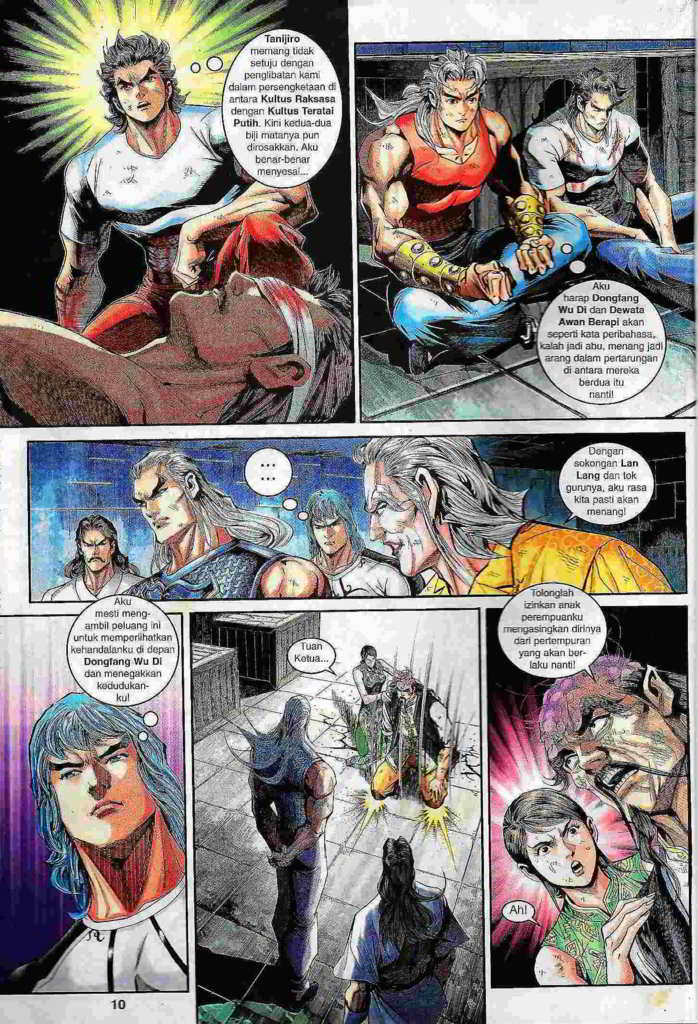 Tanijiro
memang tidak
setuju dengan
penglibatan kami
dalam persengketaan di
antara Kultus Raksasa
dengan Kultus Teratai
Putih. Kini kedua-dua
biji matanya pun
dirosakkan. Aku
benar-benar
menyesal...
Aku
harap Dongfang
Wu Di dan Dewata
Awan Berapi akan
seperti kata peribahasa,
kalah jadi abu, menang jadi
arang dalam pertarungan
di antara mereka
berdua itu
nanti!
...
...
Dengan
sokongan Lan
Lang dan tok
gurunya, aku rasa
kita pasti akan
menang!
Aku
mesti meng-
ambil peluang ini
untuk memperlihatkan
kehandalanku di depan
Dongfang Wu Di
dan menegakkan
kedudukan-
ku!
Tuan
Ketua...
Tolonglah
izinkan anak
perempuanku
mengasingkan dirinya
dari pertempuran
yang akan ber-
laku nanti!
Ah!
10